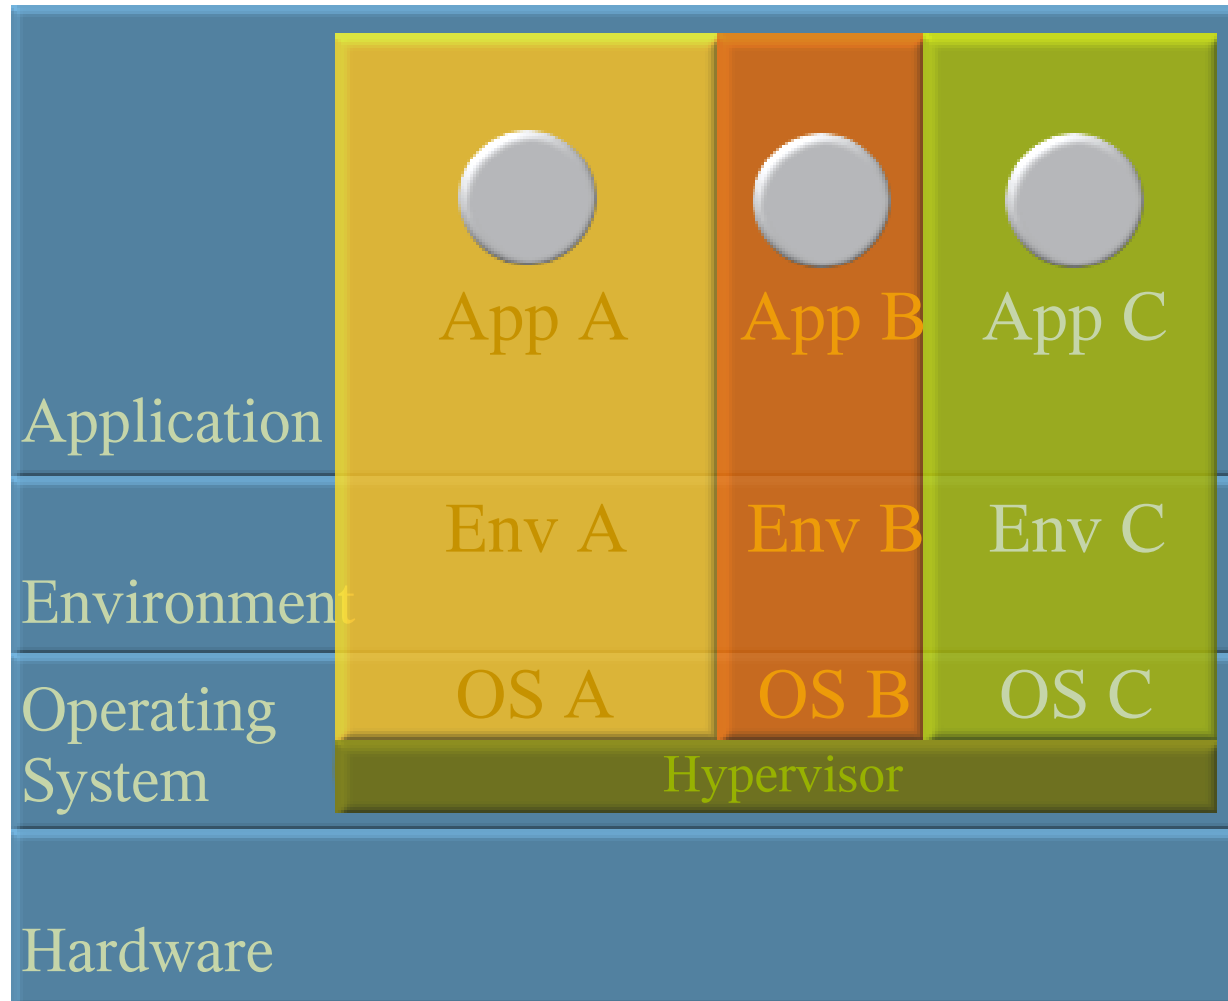 App A App B App C
Application
Env A Env B Env C
Environment
OS A OS B OS C
Operating
System
Hypervisor
Hardware